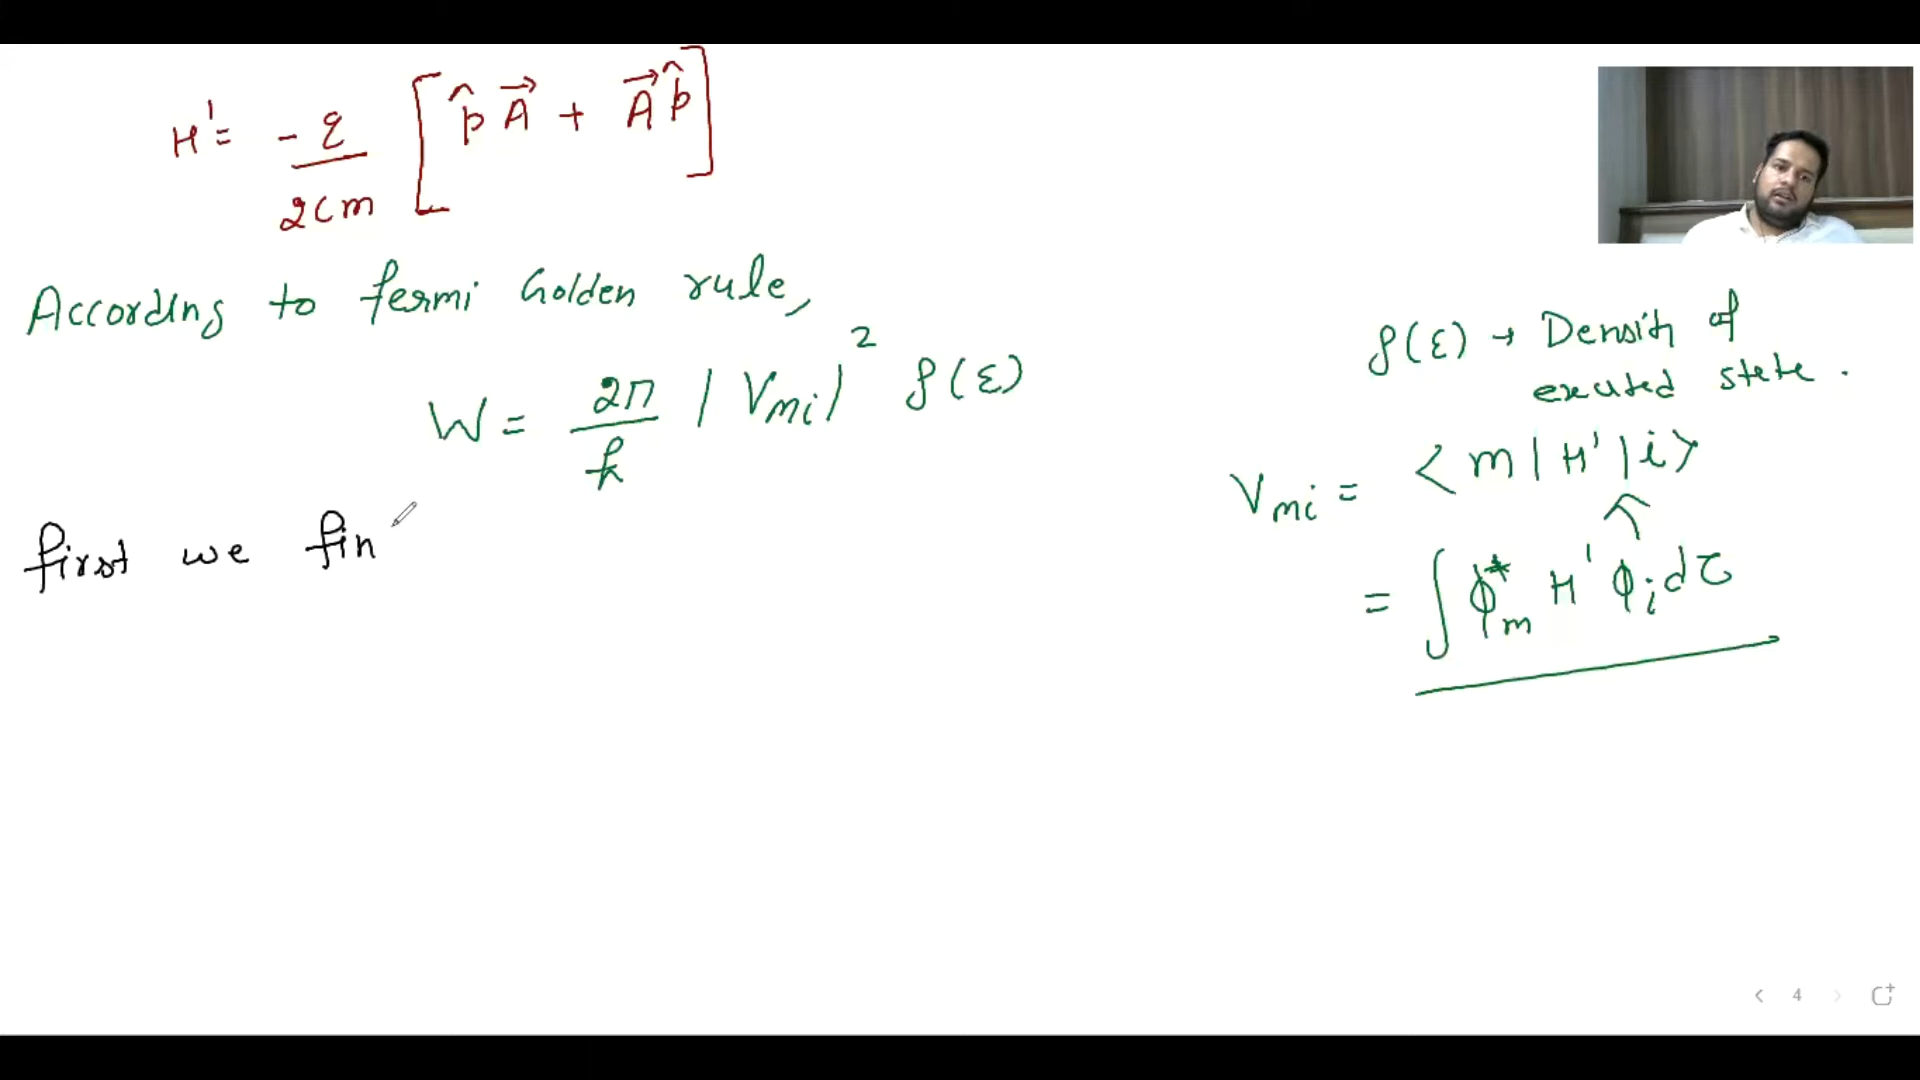 H' = -q/2cm [p̂ A⃗ + A⃗ p̂]
According to fermi Golden rule,
W = 2π/ħ |Vmi|² ρ(ε)
first we fin
ρ(ε) → Density of
excited state.
Vmi = <m|H'|i>
= ∫ϕ*m H' ϕi dτ
< 4 >